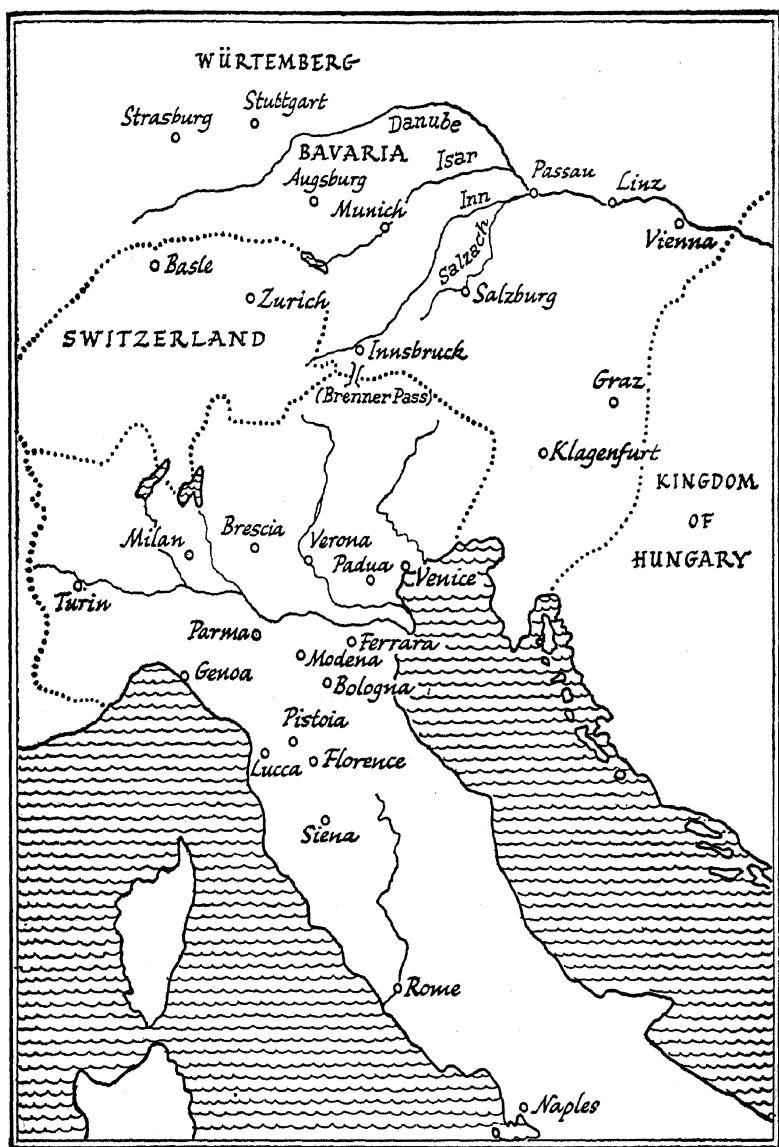 WÜRTEMBERG
Stuttgart
Strasburg
Danube
BAVARIA
Isar
Augsburg
Passau
Inn
Linz
Munich
Vienna
Salzach
Basle
Zurich
Salzburg
SWITZERLAND
Innsbruck
(Brenner Pass)
Graz
Klagenfurt
KINGDOM
OF
HUNGARY
Milan
Brescia
Verona
Padua
Venice
Turin
Parma
Ferrara
Modena
Genoa
Bologna
Pistoia
Lucca
Florence
Siena
Rome
Naples